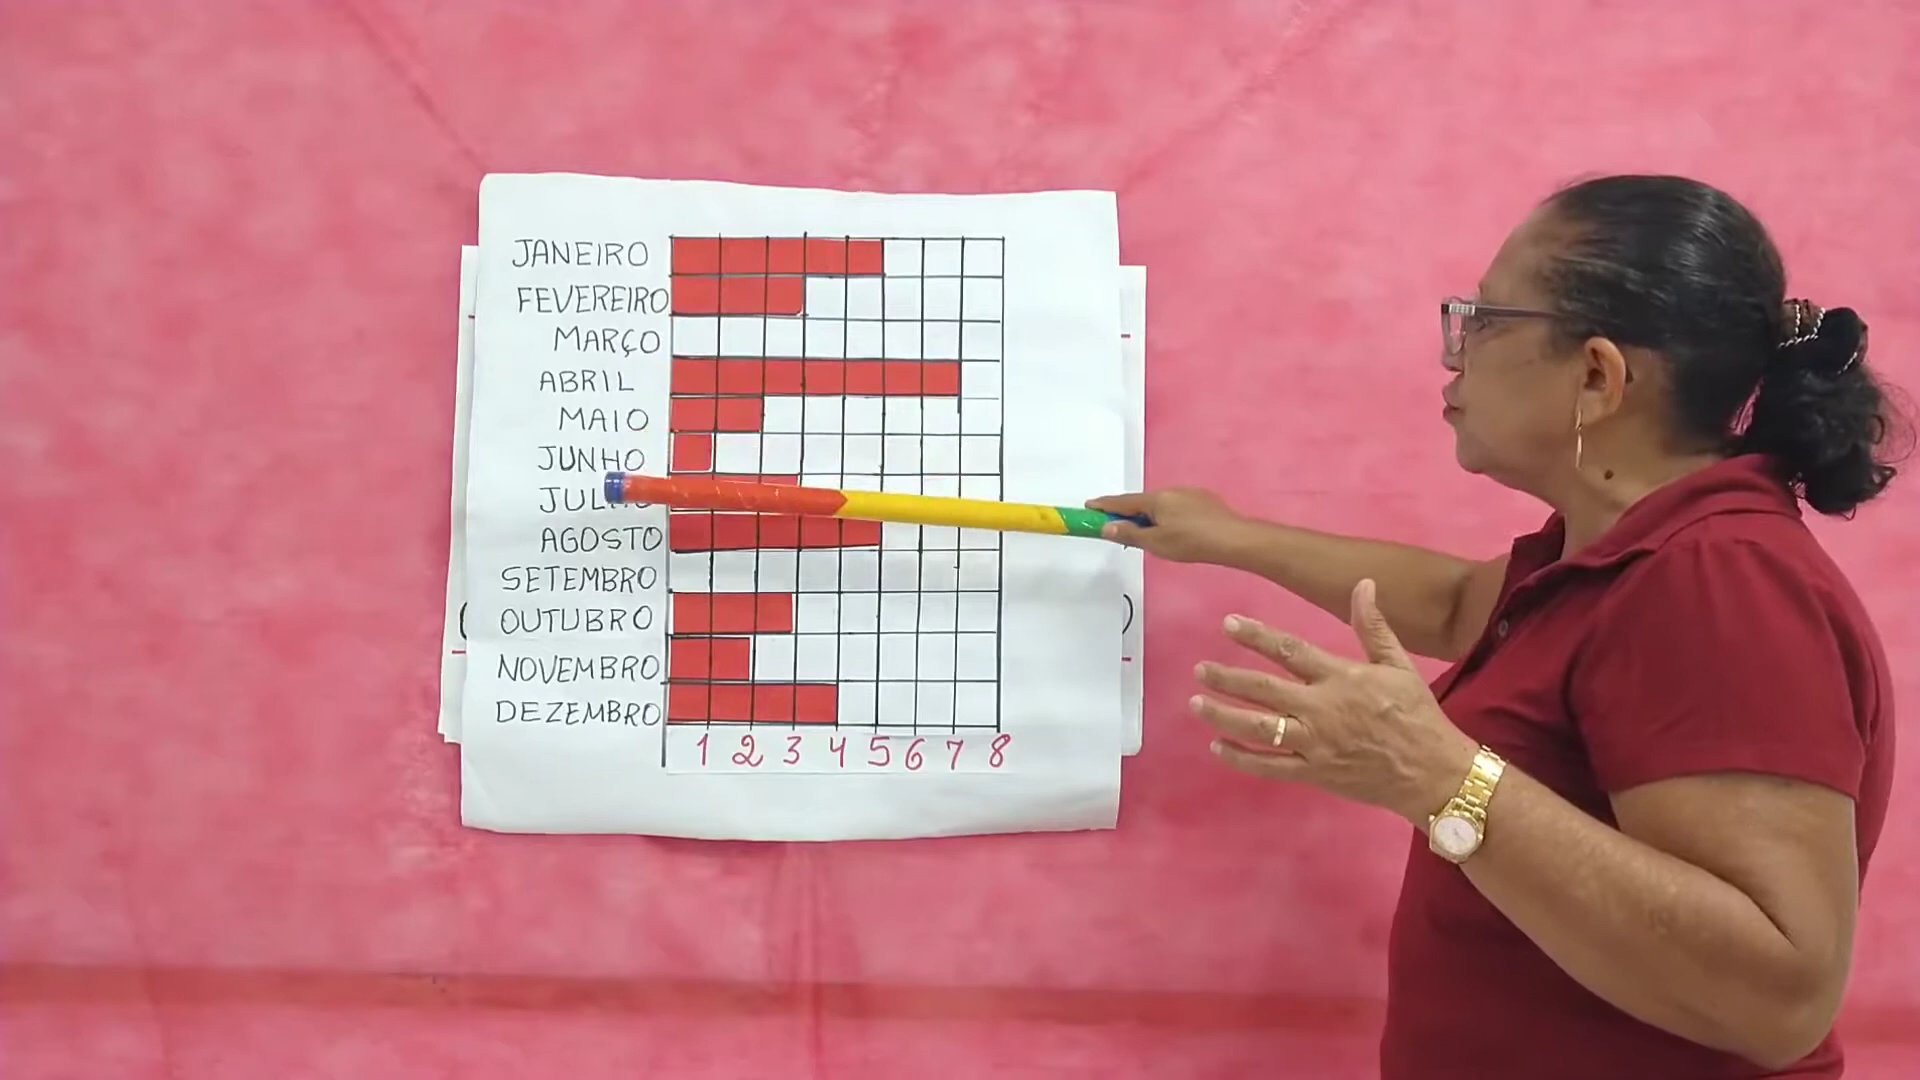 JANEIRO
FEVEREIRO
MARÇO
ABRIL
MAIO
JUNHO
AGOSTO
SETEMBRO
OUTUBRO
NOVEMBRO
DEZEMBRO
1 2 3 4 5 6 7 8